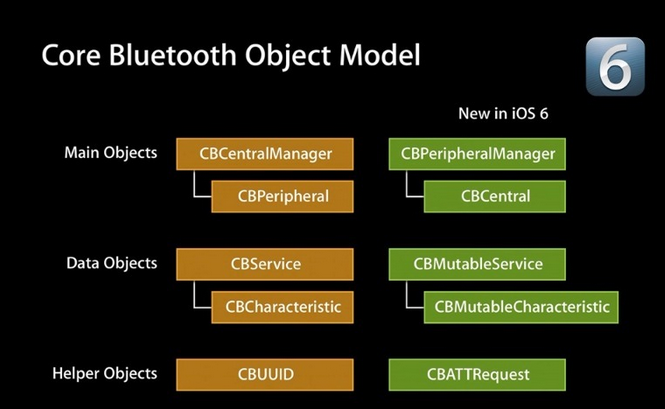 Core Bluetooth Object Model
6
New in iOS 6
Main Objects
CBCentralManager
CBPeripheralManager
CBPeripheral
CBCentral
Data Objects
CBService
CBMutableService
CBCharacteristic
CBMutableCharacteristic
Helper Objects
CBUUID
CBATTRequest